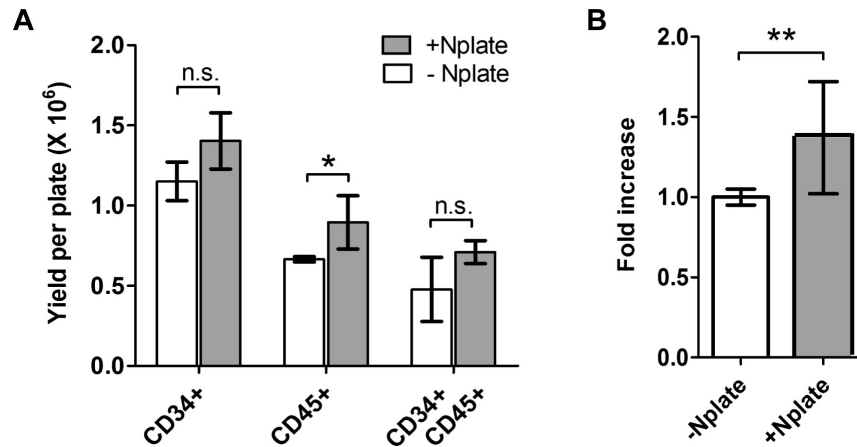 A
Yield per plate (X 10⁶)
2.0
1.5
1.0
0.5
0.0
+Nplate
- Nplate
n.s.
*
n.s.
CD34+
CD45+
CD34+
CD45+
B
Fold increase
2.0
1.5
1.0
0.5
0.0
**
-Nplate
+Nplate